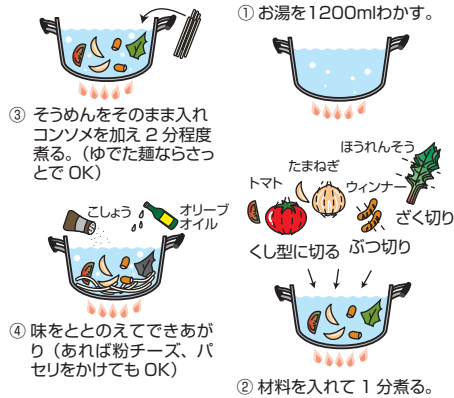 ① お湯を1200mlわかす。
ほうれんそう
たまねぎ
トマト
ウィンナー
ざく切り
くし型に切る
ぶつ切り
② 材料を入れて 1 分煮る。
③ そうめんをそのまま入れ
コンソメを加え 2 分程度
煮る。（ゆでた麺ならさっ
とで OK）
こしょう
オリーブ
オイル
④ 味をととのえてできあが
り（あれば粉チーズ、パ
セリをかけても OK）